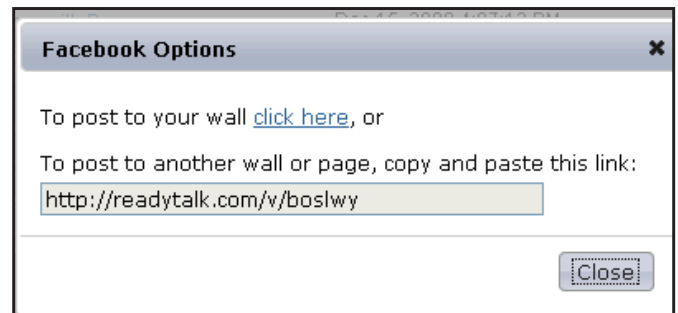 Facebook Options
To post to your wall click here, or
To post to another wall or page, copy and paste this link:
http://readytalk.com/v/boslwy
Close